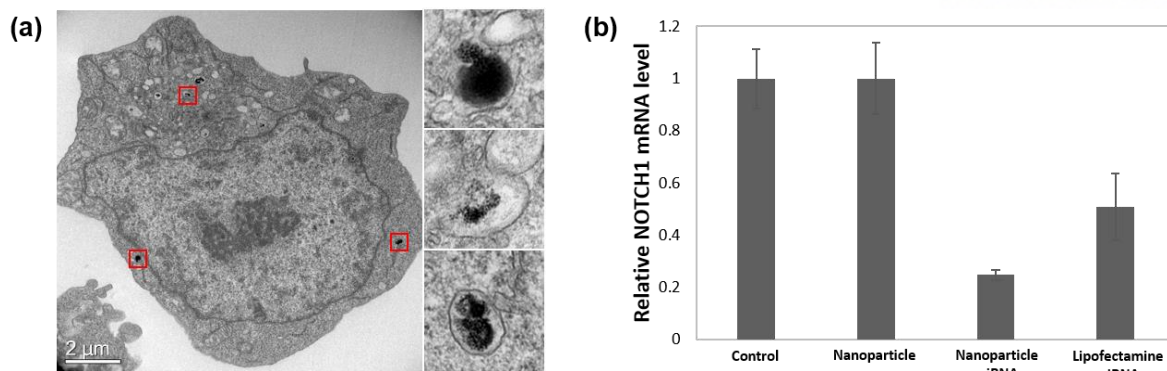 (a)
2 µm
(b)
Relative NOTCH1 mRNA level
1.2
1
0.8
0.6
0.4
0.2
0
Control
Nanoparticle
Nanoparticle
Lipofectamine